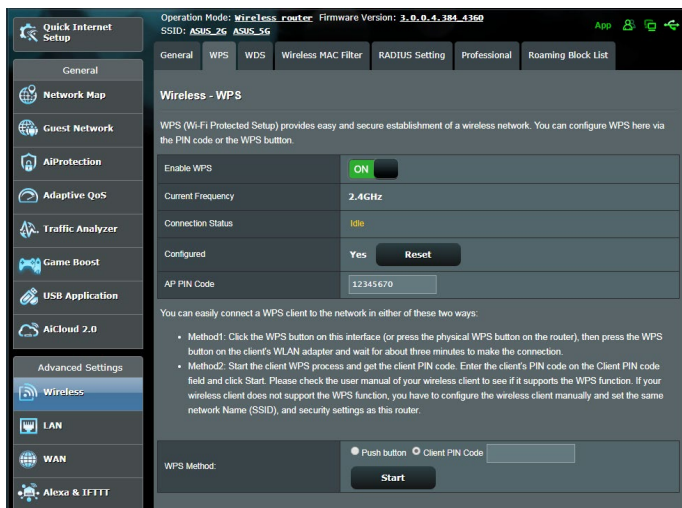 Quick Internet
Setup
Operation Mode: Wireless router Firmware Version: 3.0.0.4.384_4360
SSID: ASUS_2G ASUS_5G
App
General WPS WDS Wireless MAC Filter RADIUS Setting Professional Roaming Block List
General
Network Map
Guest Network
AiProtection
Adaptive QoS
Traffic Analyzer
Game Boost
USB Application
AiCloud 2.0
Advanced Settings
Wireless
LAN
WAN
Alexa & IFTTT
Wireless - WPS
WPS (Wi-Fi Protected Setup) provides easy and secure establishment of a wireless network. You can configure WPS here via
the PIN code or the WPS buttton.
Enable WPS ON
Current Frequency 2.4GHz
Connection Status Idle
Configured Yes Reset
AP PIN Code 12345670
You can easily connect a WPS client to the network in either of these two ways:
• Method1: Click the WPS button on this interface (or press the physical WPS button on the router), then press the WPS
button on the client's WLAN adapter and wait for about three minutes to make the connection.
• Method2: Start the client WPS process and get the client PIN code. Enter the client's PIN code on the Client PIN code
field and click Start. Please check the user manual of your wireless client to see if it supports the WPS function. If your
wireless client does not support the WPS function, you have to configure the wireless client manually and set the same
network Name (SSID), and security settings as this router.
WPS Method: Push button Client PIN Code
Start